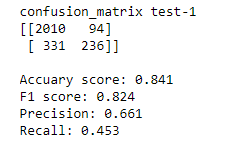 confusion_matrix test-1
[[2010 94]
[ 331 236]]
Accuary score: 0.841
F1 score: 0.824
Precision: 0.661
Recall: 0.453